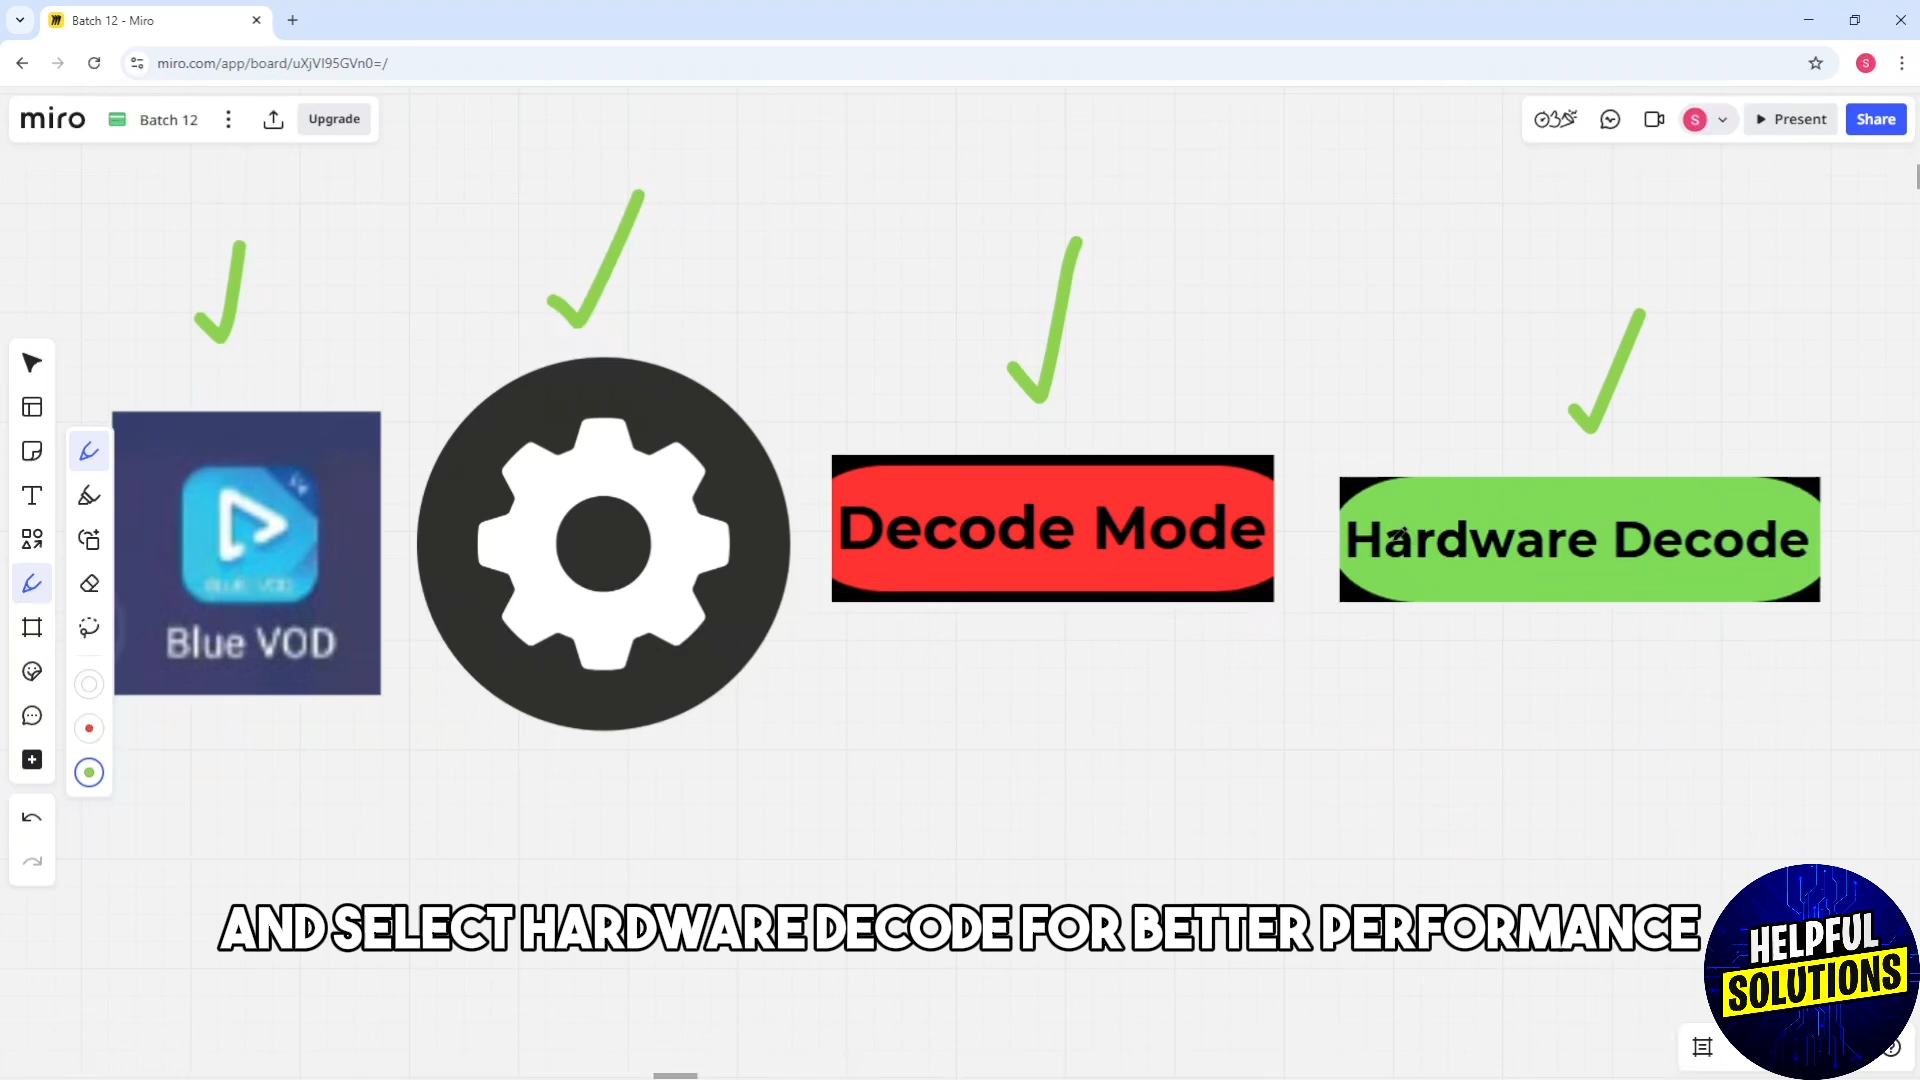 Batch 12 - Miro
miro.com/app/board/uXjVI95GVn0=/
miro
Batch 12
Upgrade
S
Present
Share
Blue VOD
Decode Mode
Hardware Decode
AND SELECT HARDWARE DECODE FOR BETTER PERFORMANCE
HELPFUL
SOLUTIONS